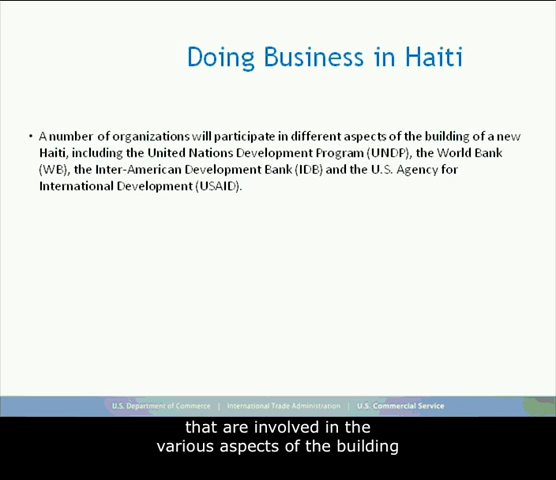 Doing Business in Haiti
• A number of organizations will participate in different aspects of the building of a new
Haiti, including the United Nations Development Program (UNDP), the World Bank
(WB), the Inter-American Development Bank (IDB) and the U.S. Agency for
International Development (USAID).
U.S. Department of Commerce | International Trade Administration | U.S. Commercial Service
that are involved in the
various aspects of the building